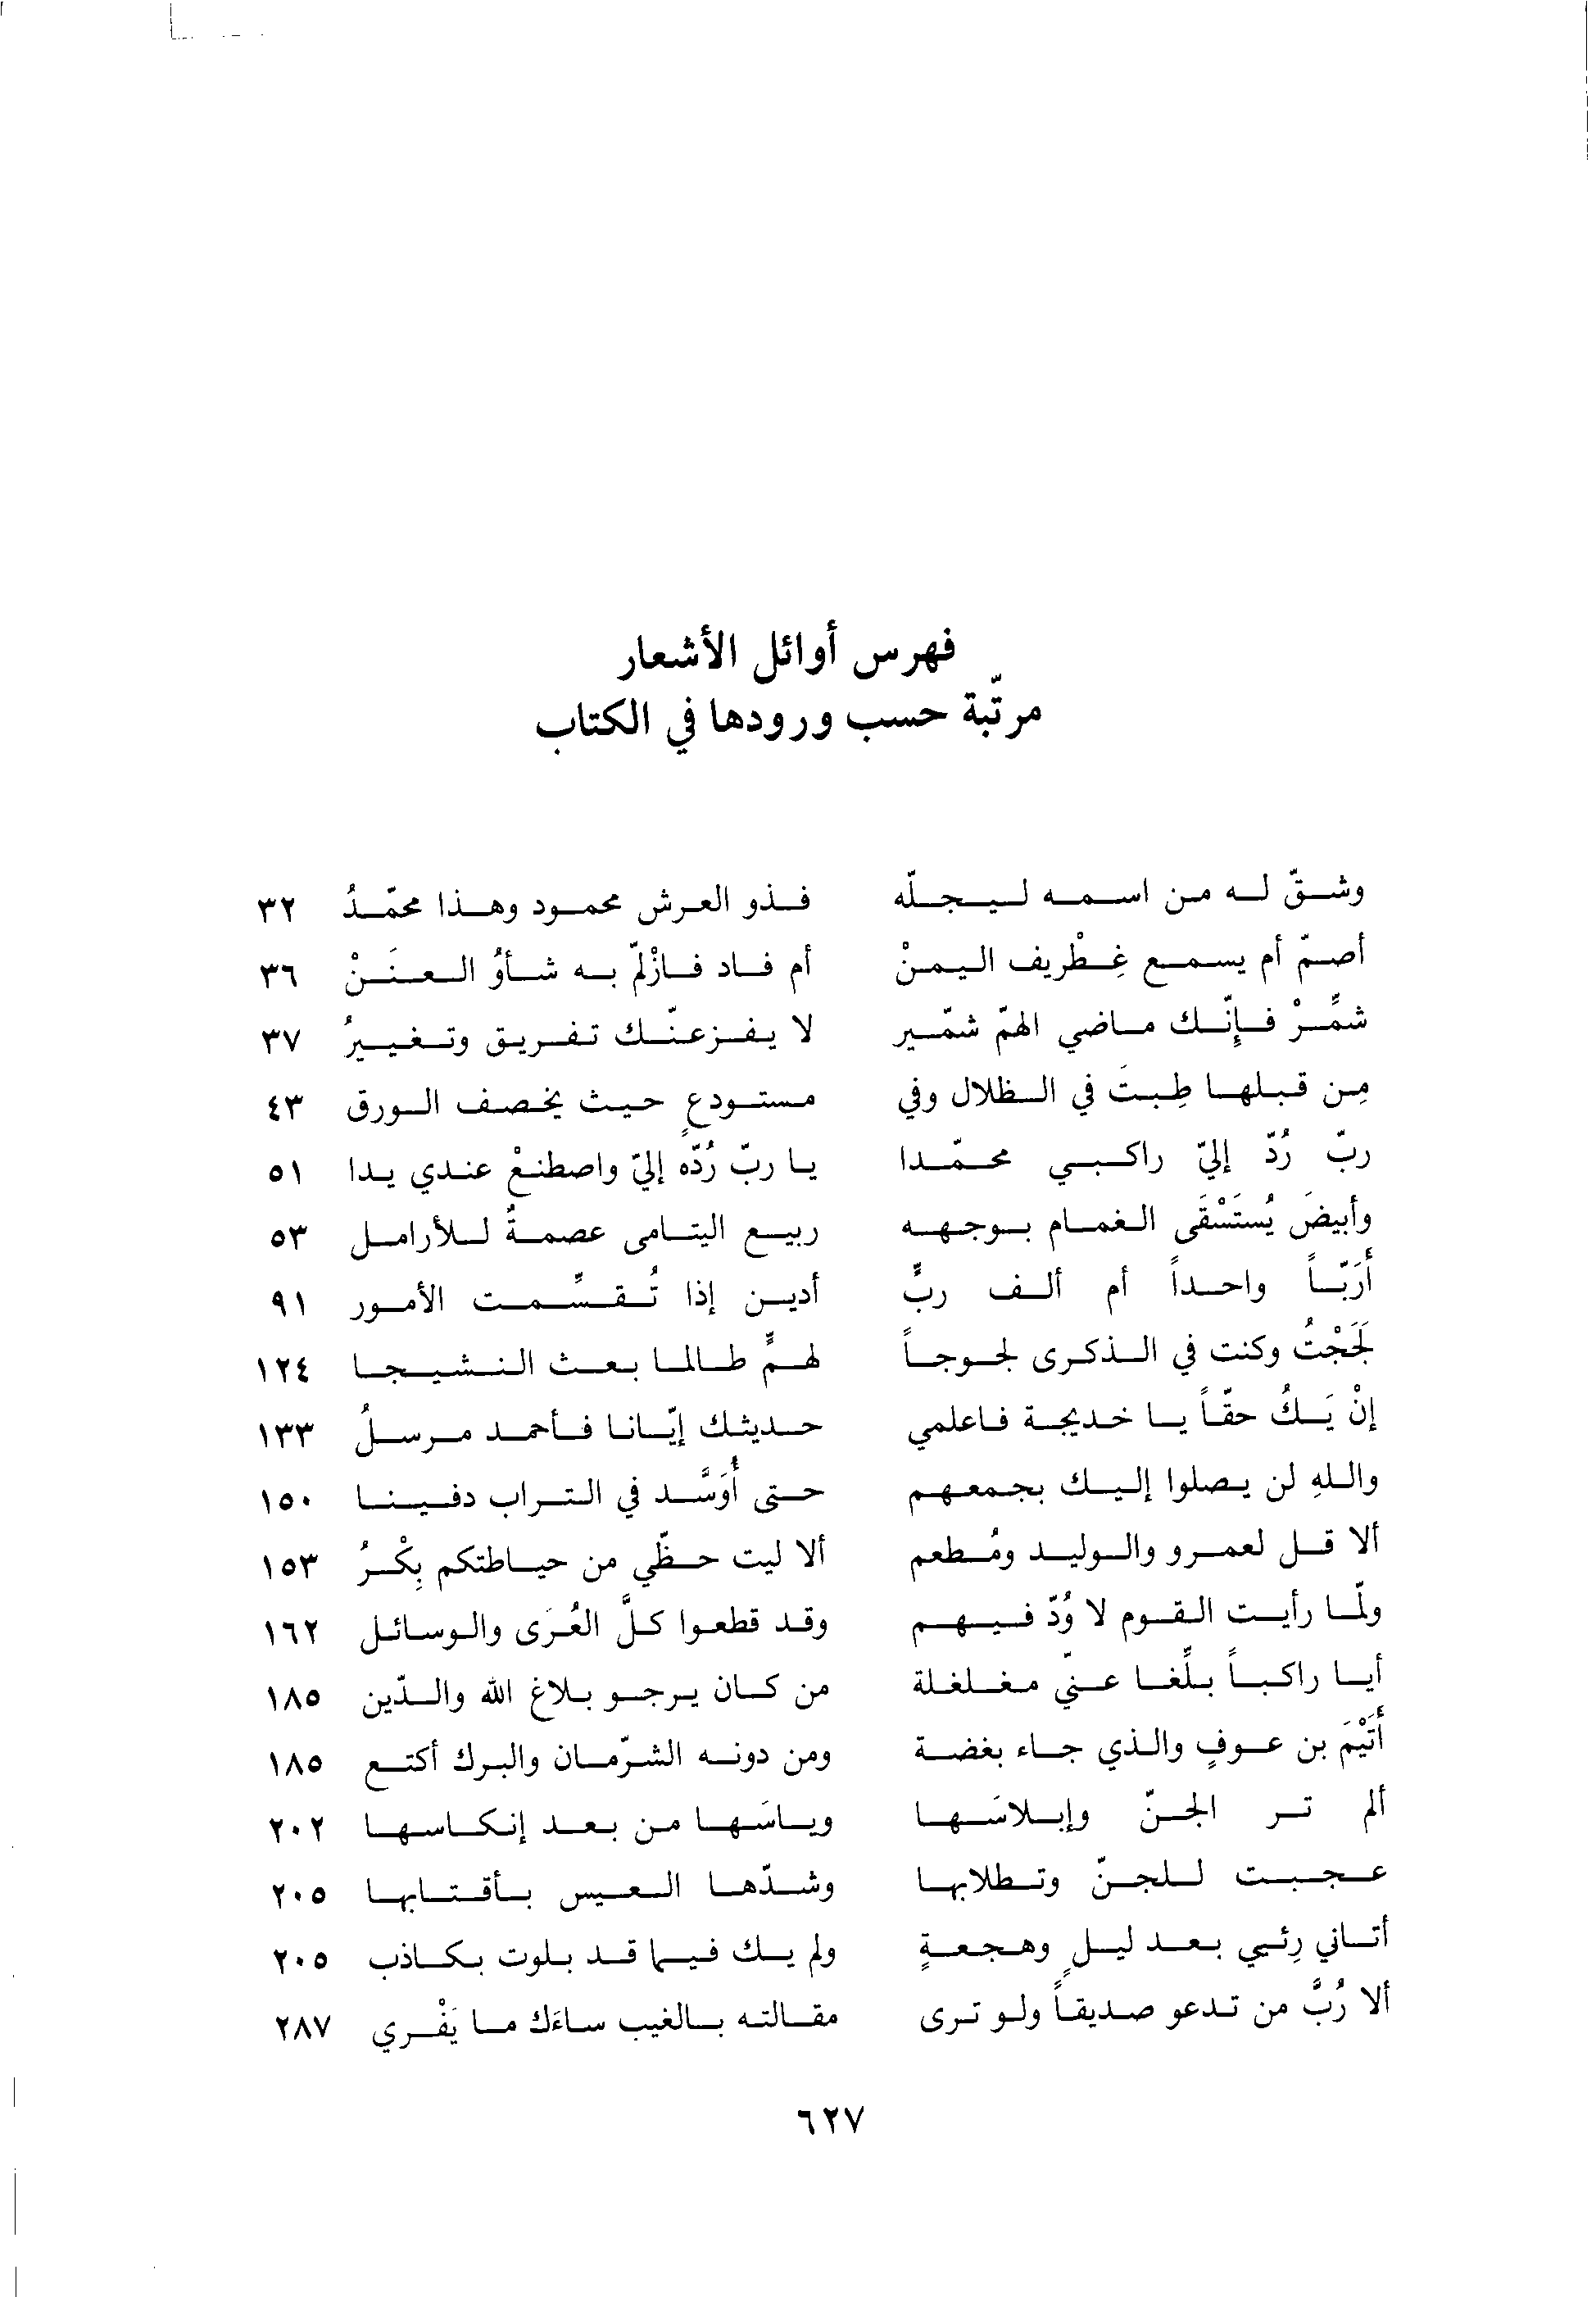 فهرس أوائل الأشعار
مرتّبة حسب ورودها في الكتاب
وشقّ له من اسمه ليجلّه فذو العرش محمود وهذا محمّدُ ٣٢
أصمّ أم يسمع غِطْريف اليمنْ أم فاد فازْلمّ به شأوُ العنَنْ ٣٦
شمِّرْ فإِنّك ماضي الهمّ شمّير لا يفزعنّك تفريق وتغييرُ ٣٧
مِن قبلها طِبتَ في الظلال وفي مستودعٍ حيث يخصف الورق ٤٣
ربّ رُدّ إليّ راكبي محمّدا يا ربّ رُدّه إليّ واصطنعْ عندي يدا ٥١
وأبيضَ يُستَسْقَى الغمام بوجهه ربيع اليتامى عصمةُ للأرامل ٥٣
أَرَبّاً واحداً أم ألف ربٍّ أدين إذا تُقسِّمت الأمور ٩١
لَجَجْتُ وكنت في الذكرى لجوجاً لهمٍّ طالما بعث النشيجا ١٢٤
إنْ يَكُ حقّاً يا خديجة فاعلمي حديثك إيّانا فأحمد مرسلُ ١٣٣
واللهِ لن يصلوا إليك بجمعهم حتى أُوَسَّد في التراب دفينا ١٥٠
ألا قل لعمرو والوليد ومُطعم ألا ليت حظّي من حياطتكم بِكْرُ ١٥٣
ولمّا رأيت القوم لا وُدّ فيهم وقد قطعوا كلَّ العُرَى والوسائل ١٦٢
أيا راكباً بلِّغا عنّي مغلغلة من كان يرجو بلاغ الله والدّين ١٨٥
أَتَيْمَ بن عوفٍ والذي جاء بغضة ومن دونه الشرّمان والبرك أكتع ١٨٥
ألم تر الجنّ وإبلاسَها وياسَها من بعد إنكاسها ٢٠٢
عجبت للجنّ وتطلابها وشدّها العيس بأقتابها ٢٠٥
أتاني رِئيي بعد ليلٍ وهجعةٍ ولم يك فيما قد بلوت بكاذب ٢٠٥
ألا رُبَّ من تدعو صديقاً ولو ترى مقالته بالغيب ساءَك ما يَفْري ٢٨٧
٦٢٧